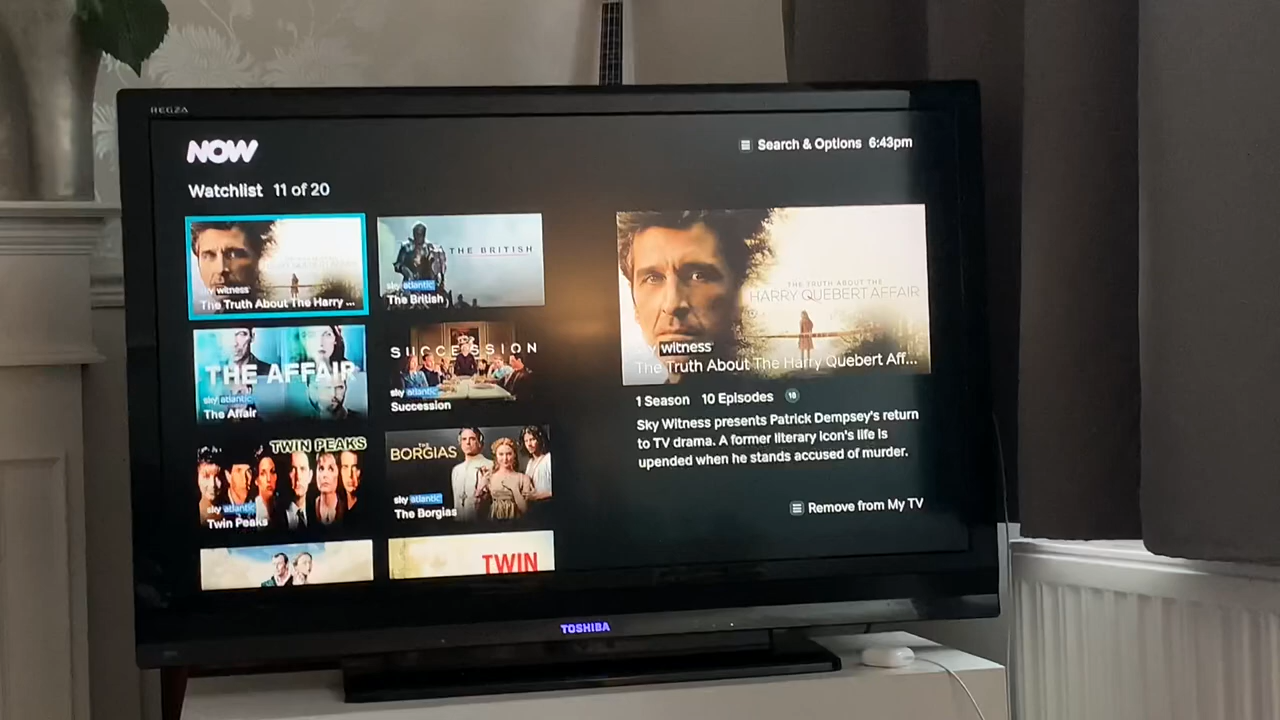 REGZA
NOW
Search & Options 6:43pm
Watchlist 11 of 20
sky witness
The Truth About The Harry ...
THE BRITISH
sky atlantic
The British
THE TRUTH ABOUT THE
HARRY QUEBERT AFFAIR
sky witness
The Truth About The Harry Quebert Aff...
THE AFFAIR
sky atlantic
The Affair
SUCCESSION
sky atlantic
Succession
1 Season 10 Episodes 18
Sky Witness presents Patrick Dempsey's return
to TV drama. A former literary icon's life is
upended when he stands accused of murder.
TWIN PEAKS
sky atlantic
Twin Peaks
THE
BORGIAS
sky atlantic
The Borgias
Remove from My TV
TWIN
TOSHIBA